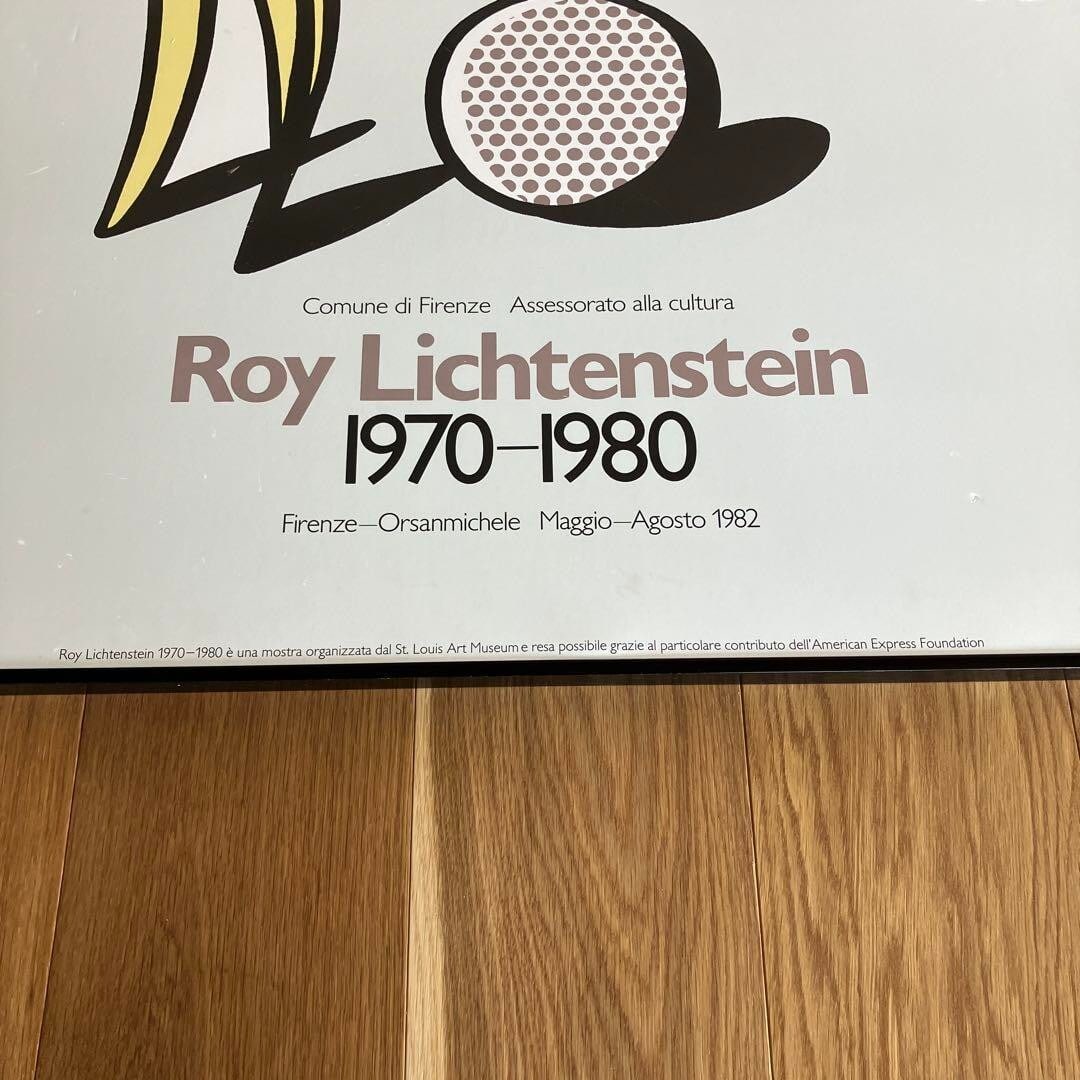 Comune di Firenze Assessorato alla cultura
Roy Lichtenstein
1970–1980
Firenze–Orsanmichele Maggio–Agosto 1982
Roy Lichtenstein 1970–1980 è una mostra organizzata dal St. Louis Art Museum e resa possibile grazie al particolare contributo dell'American Express Foundation